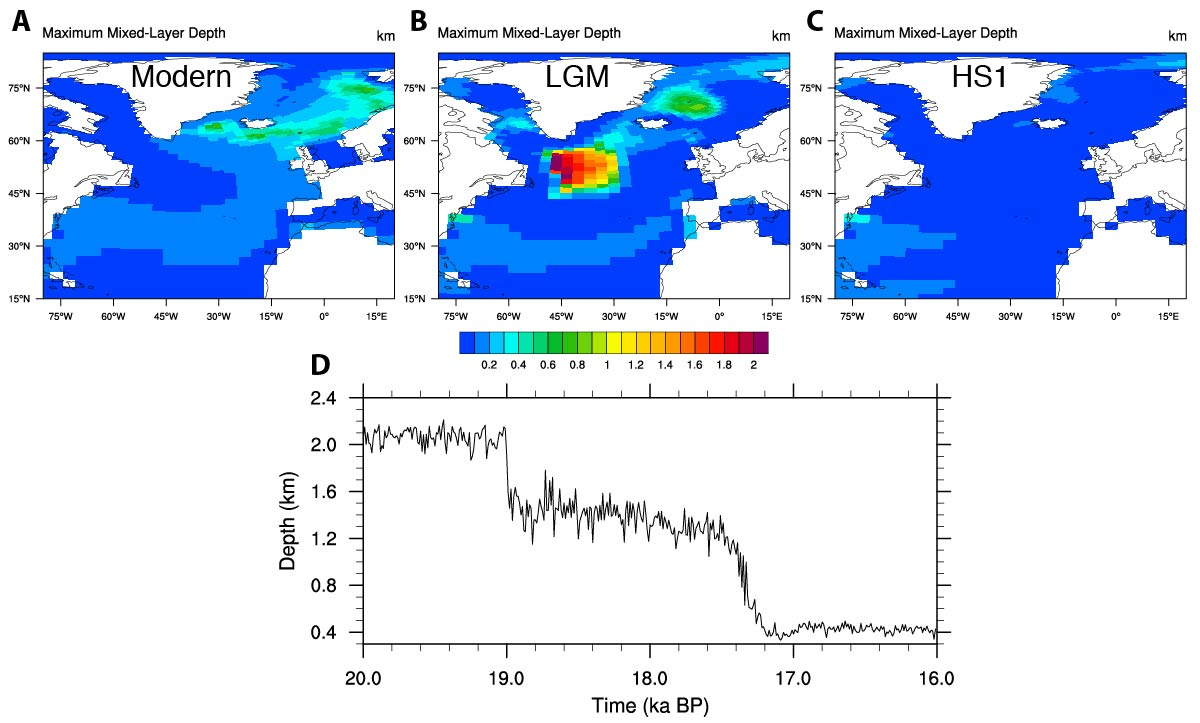 A
Maximum Mixed-Layer Depth km
Modern
75°N
60°N
45°N
30°N
15°N
75°W 60°W 45°W 30°W 15°W 0° 15°E
B
Maximum Mixed-Layer Depth km
LGM
75°N
60°N
45°N
30°N
15°N
75°W 60°W 45°W 30°W 15°W 0° 15°E
C
Maximum Mixed-Layer Depth km
HS1
75°N
60°N
45°N
30°N
15°N
75°W 60°W 45°W 30°W 15°W 0° 15°E
0.2 0.4 0.6 0.8 1 1.2 1.4 1.6 1.8 2
D
Depth (km)
2.4
2.0
1.6
1.2
0.8
0.4
20.0 19.0 18.0 17.0 16.0
Time (ka BP)